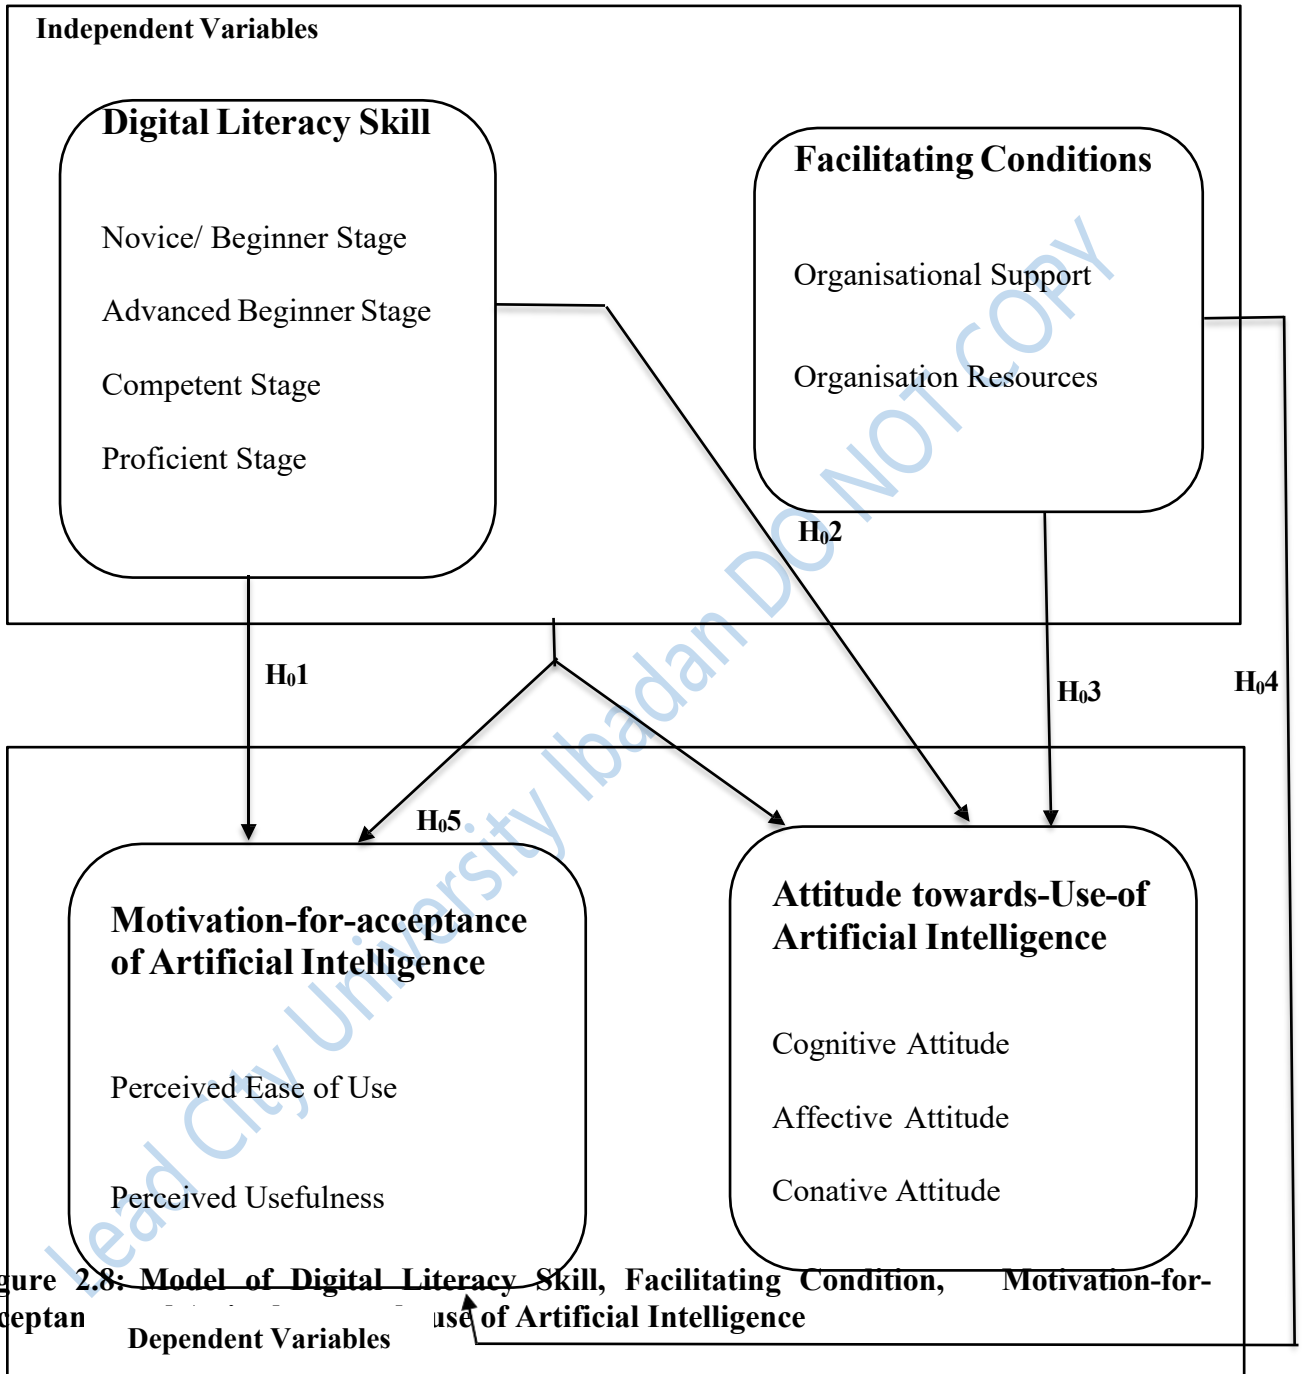 Independent Variables
Digital Literacy Skill
Novice/ Beginner Stage
Advanced Beginner Stage
Competent Stage
Proficient Stage
Facilitating Conditions
Organisational Support
Organisation Resources
H₀1
H₀2
H₀3
H₀4
H₀5
Motivation-for-acceptance
of Artificial Intelligence
Perceived Ease of Use
Perceived Usefulness
Attitude towards-Use-of
Artificial Intelligence
Cognitive Attitude
Affective Attitude
Conative Attitude
gure 2.8: Model of Digital Literacy Skill, Facilitating Condition, Motivation-for-
ceptan use of Artificial Intelligence
Dependent Variables
Lead City University Ibadan DO NOT COPY